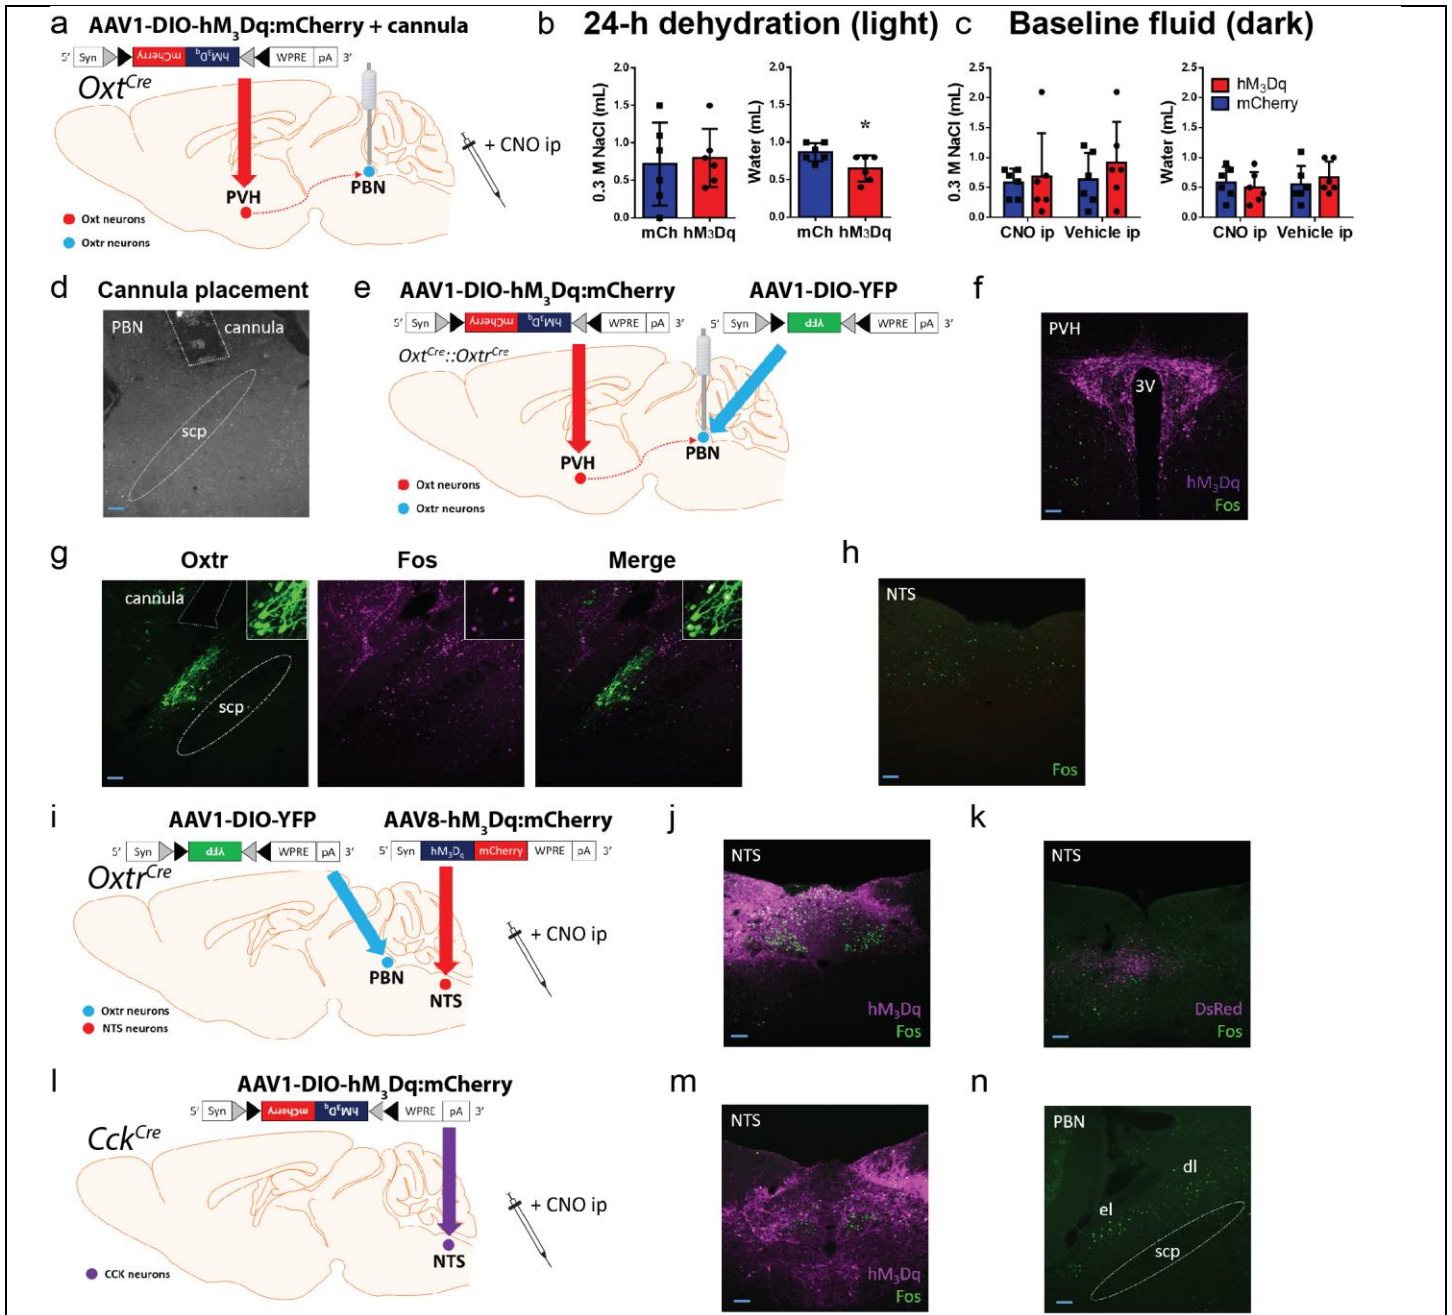 a
AAV1-DIO-hM3Dq:mCherry + cannula
5′ Syn mCherry hM3Dq WPRE pA 3′
OxtCre
PVH
PBN
+ CNO ip
Oxt neurons
Oxtr neurons
b
24-h dehydration (light)
0.3 M NaCl (mL)
2.0
1.5
1.0
0.5
0.0
mCh hM3Dq
Water (mL)
2.0
1.5
1.0
0.5
0.0
*
mCh hM3Dq
c
Baseline fluid (dark)
0.3 M NaCl (mL)
2.5
2.0
1.5
1.0
0.5
0.0
CNO ip Vehicle ip
Water (mL)
2.5
2.0
1.5
1.0
0.5
0.0
CNO ip Vehicle ip
hM3Dq
mCherry
d
Cannula placement
PBN
cannula
scp
e
AAV1-DIO-hM3Dq:mCherry
5′ Syn mCherry hM3Dq WPRE pA 3′
AAV1-DIO-YFP
5′ Syn YFP WPRE pA 3′
OxtCre::OxtrCre
PVH
PBN
Oxt neurons
Oxtr neurons
f
PVH
3V
hM3Dq
Fos
g
Oxtr
Fos
Merge
cannula
scp
h
NTS
Fos
i
AAV1-DIO-YFP
5′ Syn YFP WPRE pA 3′
AAV8-hM3Dq:mCherry
5′ Syn hM3Dq mCherry WPRE pA 3′
OxtrCre
PBN
NTS
+ CNO ip
Oxtr neurons
NTS neurons
j
NTS
hM3Dq
Fos
k
NTS
DsRed
Fos
l
AAV1-DIO-hM3Dq:mCherry
5′ Syn mCherry hM3Dq WPRE pA 3′
CckCre
NTS
+ CNO ip
CCK neurons
m
NTS
hM3Dq
Fos
n
PBN
dl
el
scp